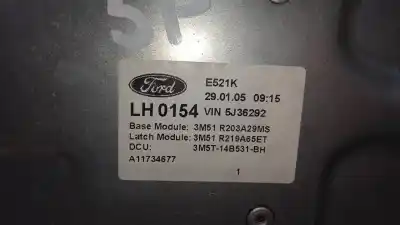 5P
Ford
E521K
29.01.05 09:15
LH 0154 VIN 5J36292
Base Module: 3M51 R203A29MS
Latch Module: 3M51 R219A65ET
DCU: 3M5T-14B531-BH
A11734677
1